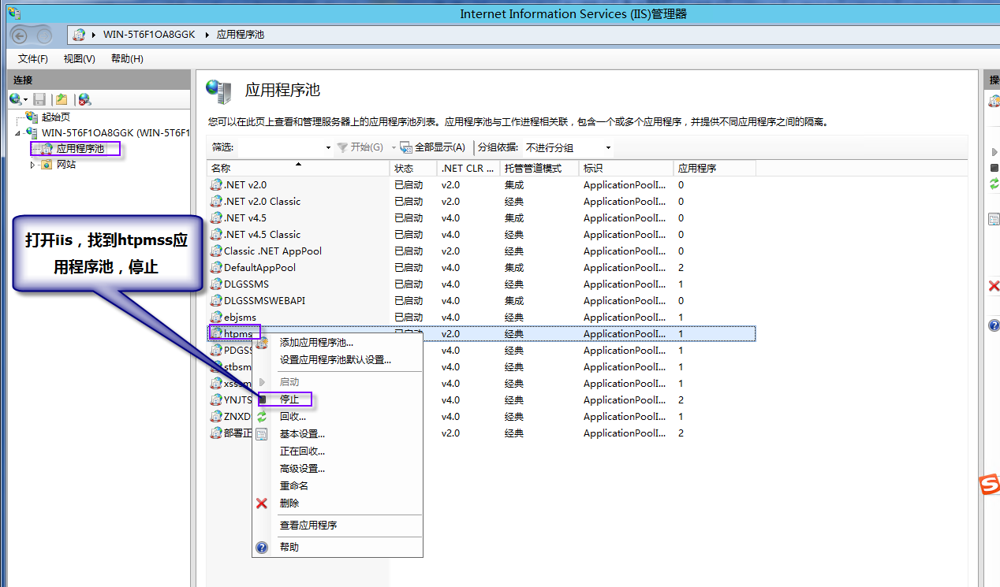 Internet Information Services (IIS)管理器
WIN-5T6F1OA8GGK 应用程序池
文件(F) 视图(V) 帮助(H)
连接
起始页
WIN-5T6F1OA8GGK (WIN-5T6F1
应用程序池
网站
打开iis，找到htpmss应
用程序池，停止
应用程序池
您可以在此页上查看和管理服务器上的应用程序池列表。应用程序池与工作进程相关联，包含一个或多个应用程序，并提供不同应用程序之间的隔离。
筛选: 开始(G) 全部显示(A) 分组依据: 不进行分组
名称 状态 .NET CLR ... 托管管道模式 标识 应用程序
.NET v2.0 已启动 v2.0 集成 ApplicationPoolI... 0
.NET v2.0 Classic 已启动 v2.0 经典 ApplicationPoolI... 0
.NET v4.5 已启动 v4.0 集成 ApplicationPoolI... 0
.NET v4.5 Classic 已启动 v4.0 经典 ApplicationPoolI... 0
Classic .NET AppPool 已启动 v2.0 经典 ApplicationPoolI... 0
DefaultAppPool 已启动 v4.0 集成 ApplicationPoolI... 2
DLGSSMS 已启动 v4.0 经典 ApplicationPoolI... 1
DLGSSMSWEBAPI 已启动 v4.0 集成 ApplicationPoolI... 0
ebjsms 已启动 v4.0 经典 ApplicationPoolI... 1
htpms 已启动 v2.0 经典 ApplicationPoolI... 1
PDGSS v4.0 经典 ApplicationPoolI... 1
stbsm v4.0 经典 ApplicationPoolI... 1
xsssm v4.0 经典 ApplicationPoolI... 1
YNJTS v4.0 经典 ApplicationPoolI... 2
ZNXD v4.0 经典 ApplicationPoolI... 1
部署正 v2.0 经典 ApplicationPoolI... 2
添加应用程序池...
设置应用程序池默认设置...
启动
停止
回收...
基本设置...
正在回收...
高级设置...
重命名
删除
查看应用程序
帮助